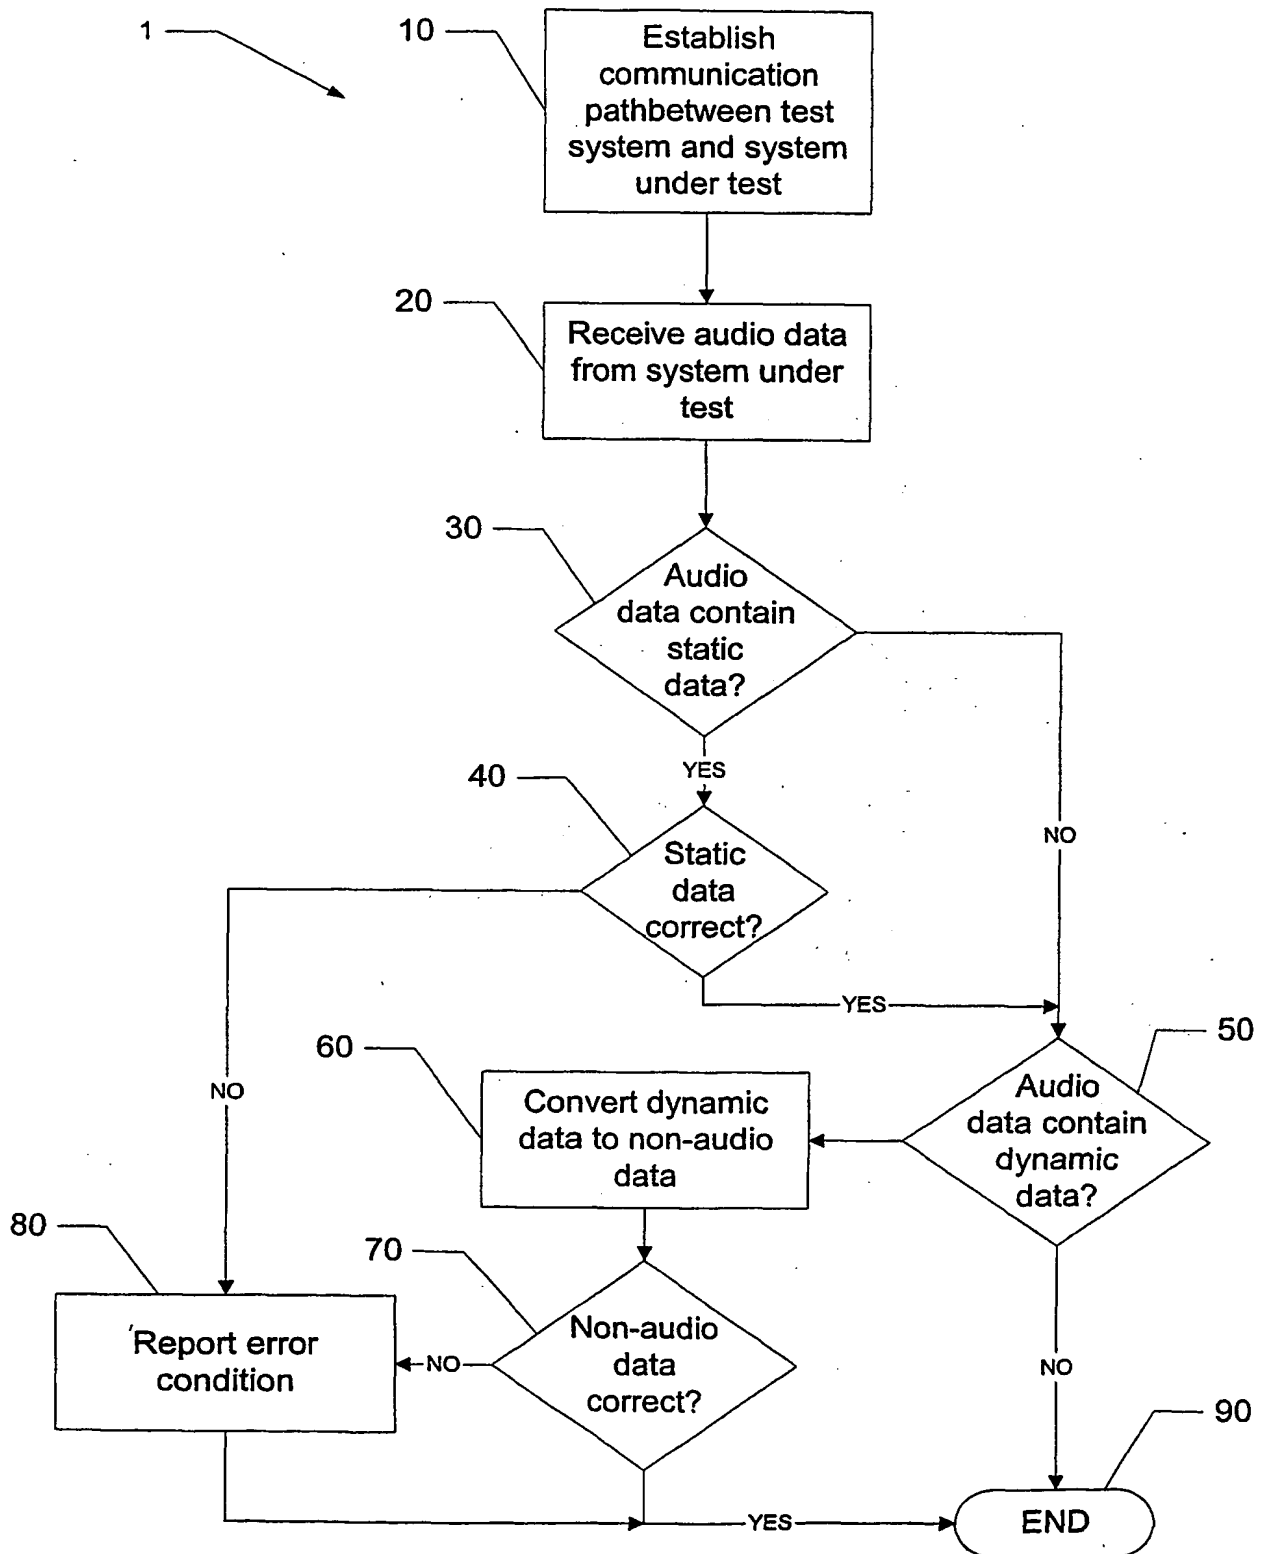 1
10
Establish
communication
pathbetween test
system and system
under test
20
Receive audio data
from system under
test
30
Audio
data contain
static
data?
YES
40
Static
data
correct?
NO
YES
50
60
NO
Convert dynamic
data to non-audio
data
Audio
data contain
dynamic
data?
80
70
Report error
condition
NO
Non-audio
data
correct?
NO
90
YES
END